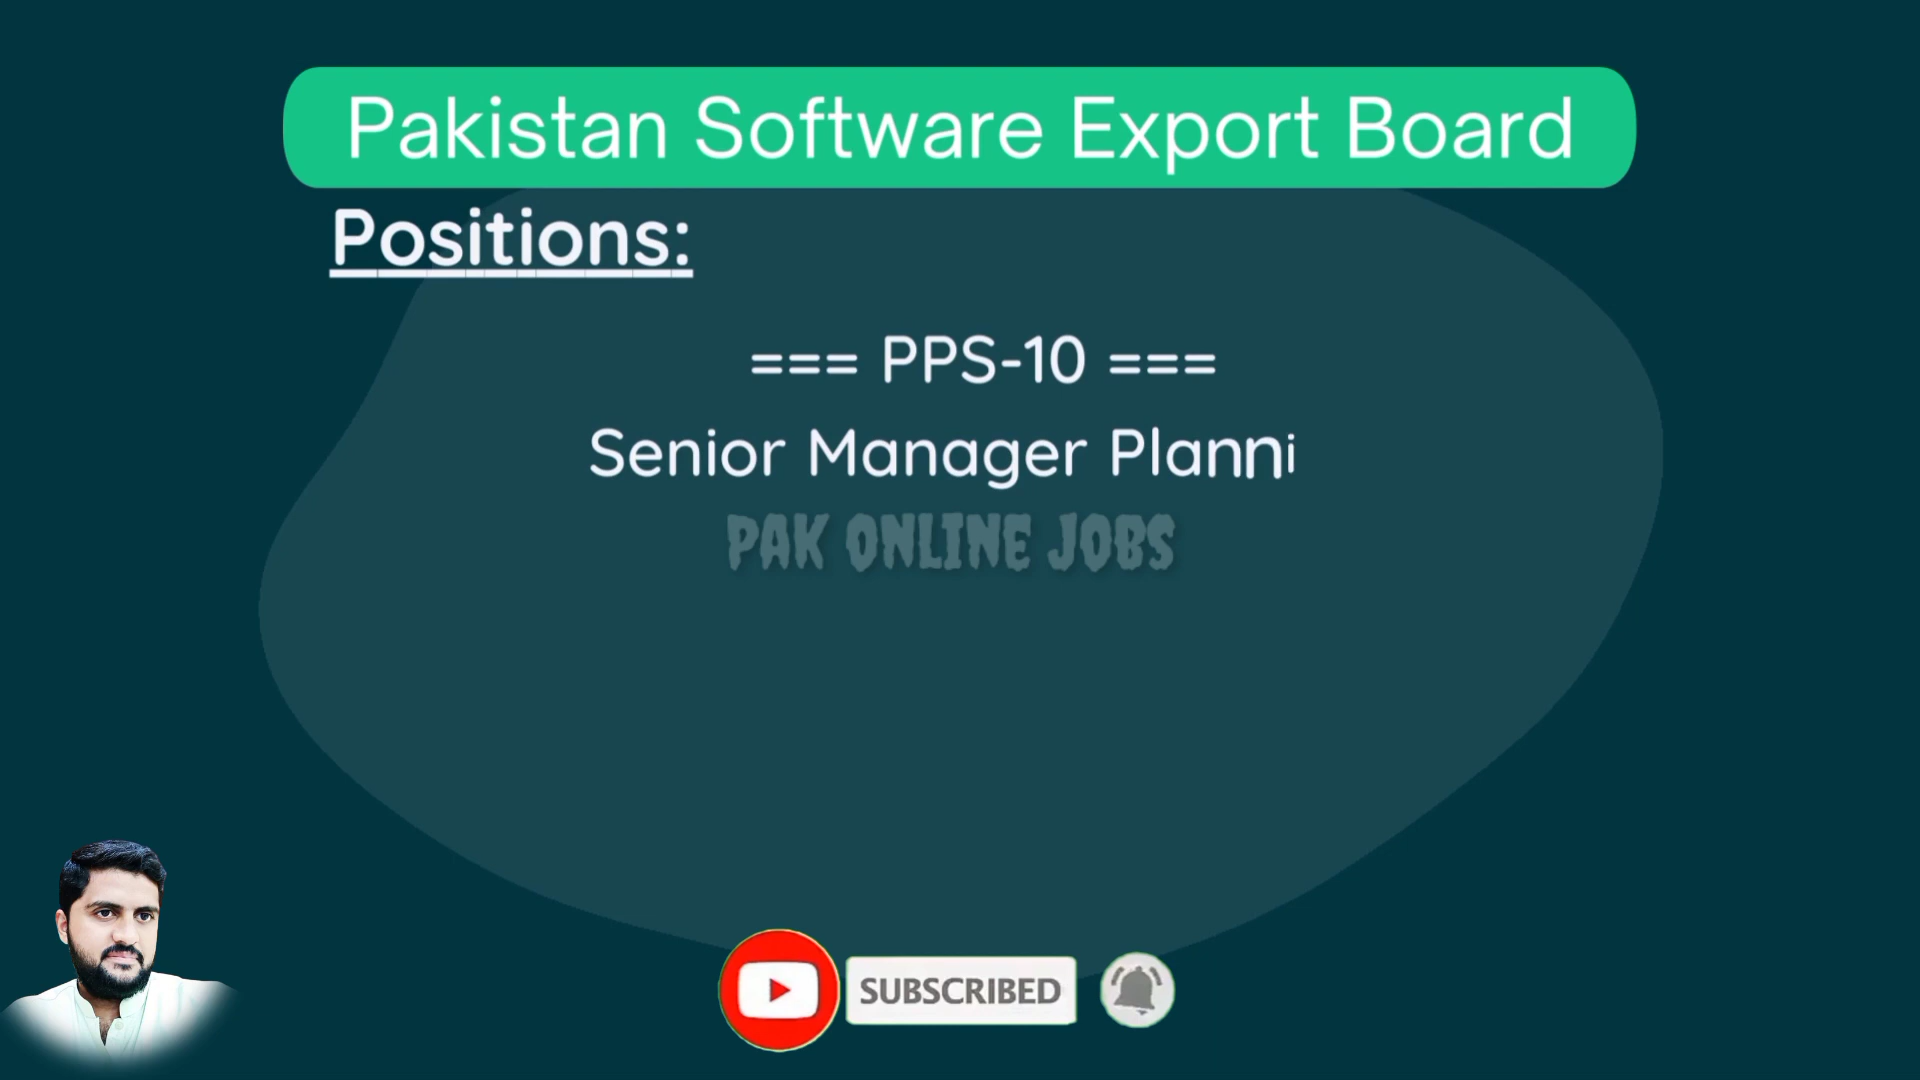 Pakistan Software Export Board
Positions:
=== PPS-10 ===
Senior Manager Planni
PAK ONLINE JOBS
SUBSCRIBED